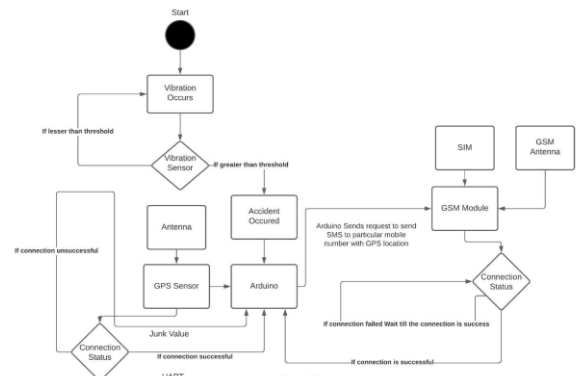 Start
Vibration
Occurs
If lesser than threshold
Vibration
Sensor
If greater than threshold
SIM
GSM
Antenna
Antenna
Accident
Occured
GSM Module
Arduino Sends request to send
SMS to particular mobile
number with GPS location
If connection unsuccessful
GPS Sensor
Arduino
Connection
Status
If connection failed Wait till the connection is success
Junk Value
Connection
Status
If connection successful
If connection is successful
UART